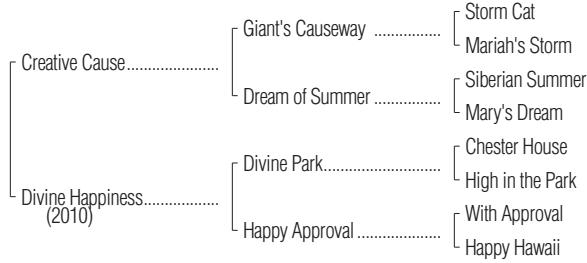 Storm Cat
Giant's Causeway ................
Mariah's Storm
Creative Cause......................
Siberian Summer
Dream of Summer ................
Mary's Dream
Chester House
Divine Park............................
High in the Park
Divine Happiness..................
(2010)
With Approval
Happy Approval ....................
Happy Hawaii